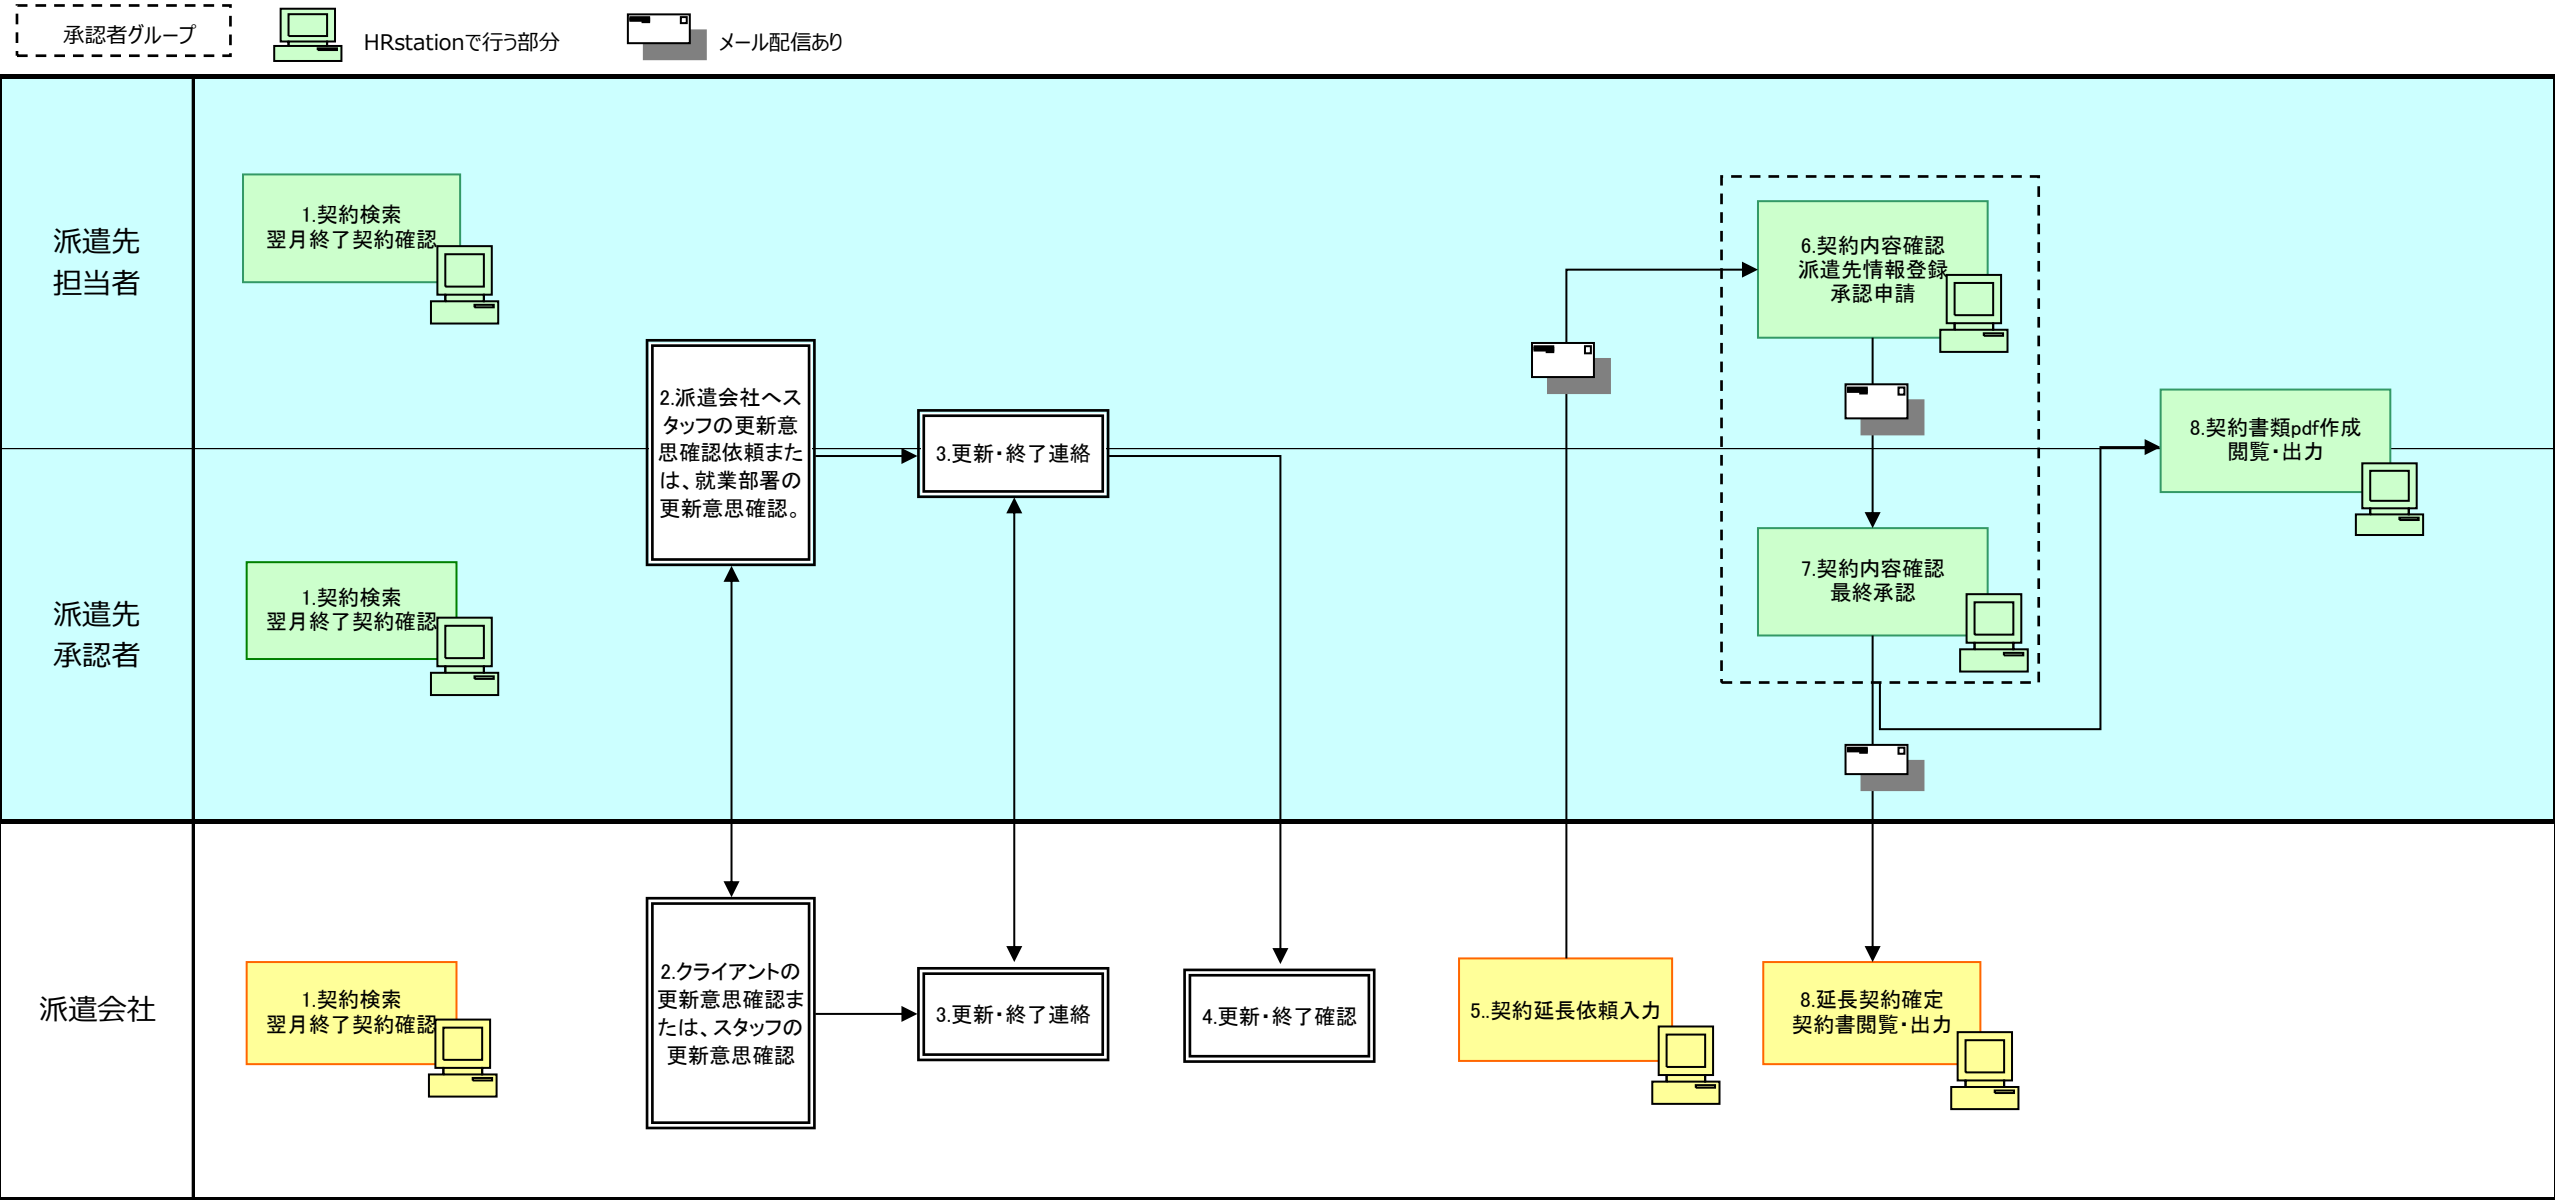 承認者グループ
HRstationで行う部分
メール配信あり
派遣先
担当者
1.契約検索
翌月終了契約確認
2.派遣会社へス
タッフの更新意
思確認依頼また
は、就業部署の
更新意思確認。
3.更新・終了連絡
6.契約内容確認
派遣先情報登録
承認申請
8.契約書類pdf作成
閲覧・出力
派遣先
承認者
1.契約検索
翌月終了契約確認
7.契約内容確認
最終承認
派遣会社
1.契約検索
翌月終了契約確認
2.クライアントの
更新意思確認ま
たは、スタッフの
更新意思確認
3.更新・終了連絡
4.更新・終了確認
5..契約延長依頼入力
8.延長契約確定
契約書閲覧・出力